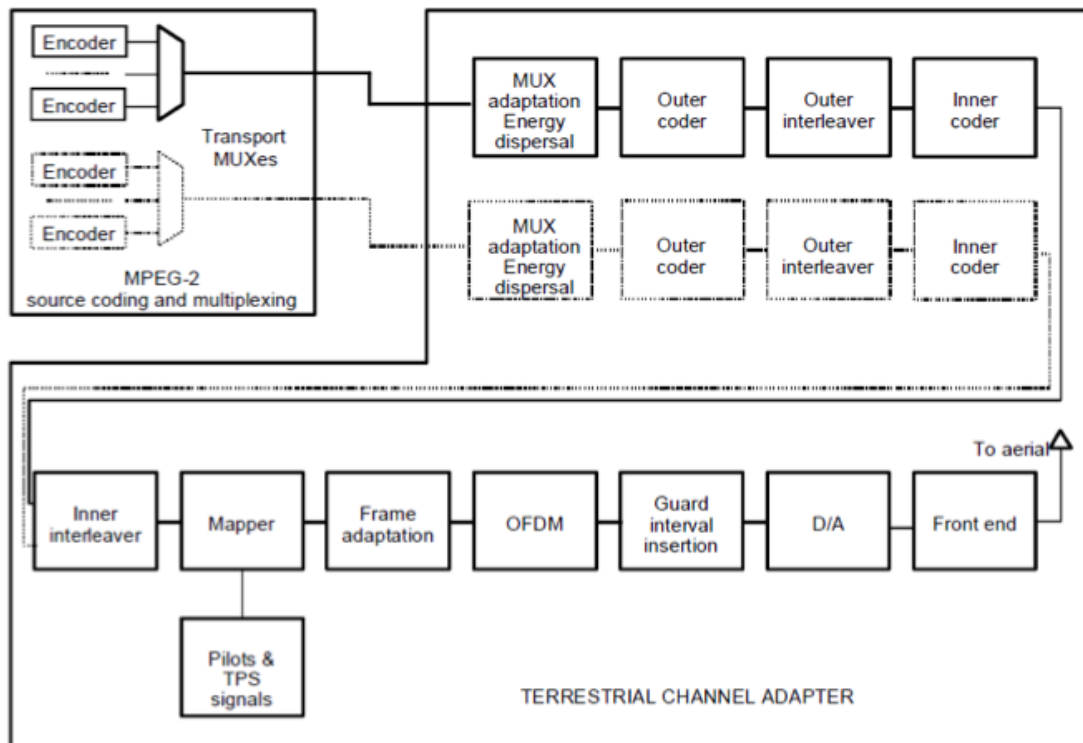 Encoder
Encoder
Transport
MUXes
Encoder
Encoder
MPEG-2
source coding and multiplexing
MUX
adaptation
Energy
dispersal
Outer
coder
Outer
interleaver
Inner
coder
MUX
adaptation
Energy
dispersal
Outer
coder
Outer
interleaver
Inner
coder
To aerial
Inner
interleaver
Mapper
Frame
adaptation
OFDM
Guard
interval
insertion
D/A
Front end
Pilots &
TPS
signals
TERRESTRIAL CHANNEL ADAPTER